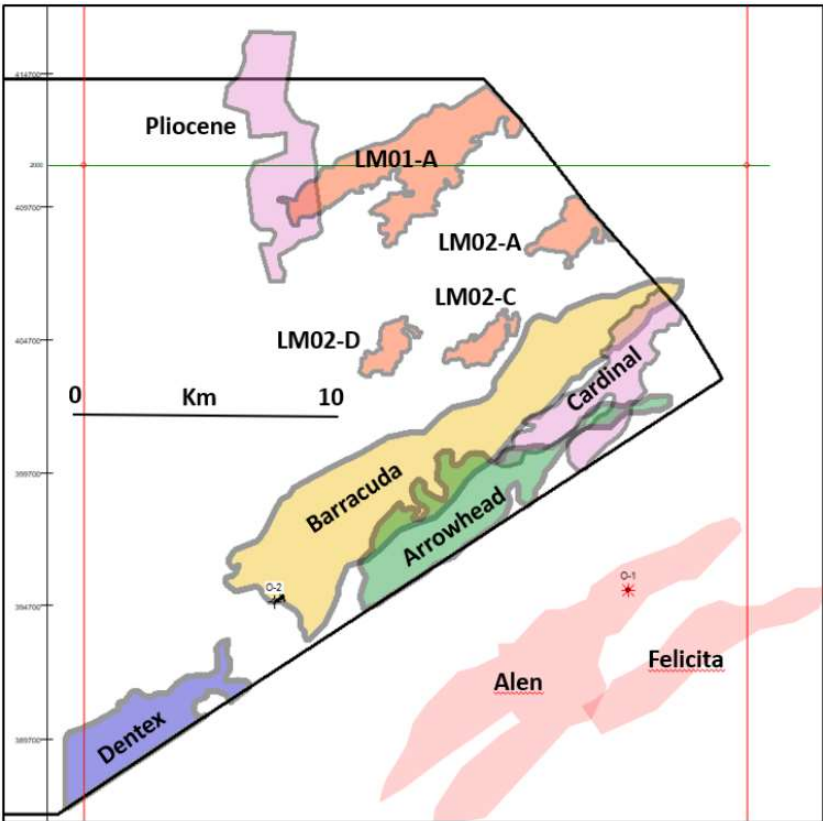 414700
Pliocene
LM01-A
2000
409700
LM02-A
LM02-C
LM02-D
404700
0 Km 10
Cardinal
399700
Barracuda
Arrowhead
O-2
O-1
394700
Felicita
Alen
Dentex
389700